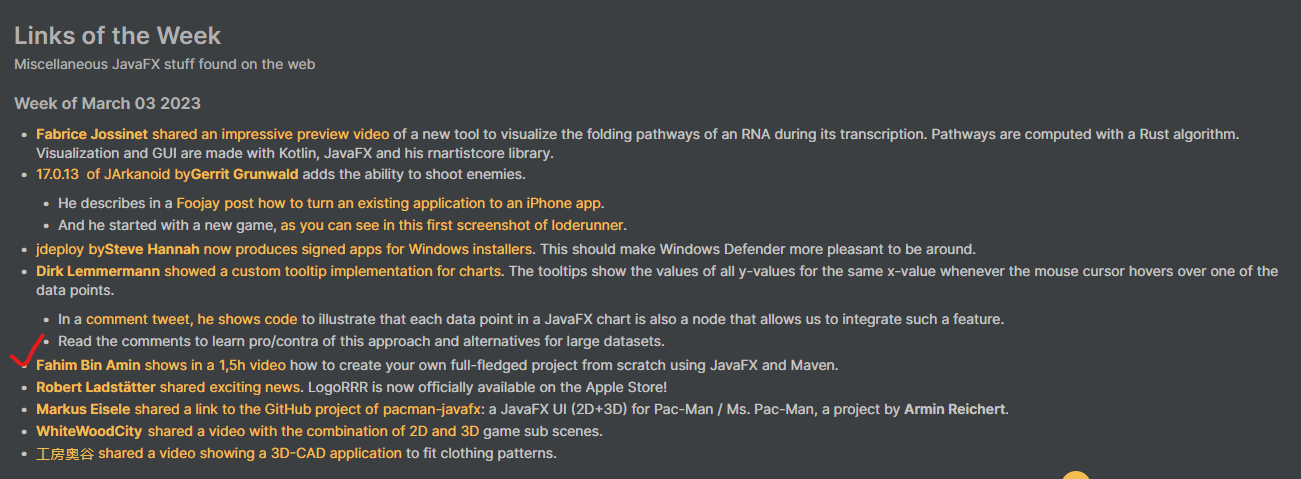 Links of the Week
Miscellaneous JavaFX stuff found on the web
Week of March 03 2023
• Fabrice Jossinet shared an impressive preview video of a new tool to visualize the folding pathways of an RNA during its transcription. Pathways are computed with a Rust algorithm.
Visualization and GUI are made with Kotlin, JavaFX and his rnartistcore library.
• 17.0.13 of JArkanoid byGerrit Grunwald adds the ability to shoot enemies.
• He describes in a Foojay post how to turn an existing application to an iPhone app.
• And he started with a new game, as you can see in this first screenshot of loderunner.
• jdeploy bySteve Hannah now produces signed apps for Windows installers. This should make Windows Defender more pleasant to be around.
• Dirk Lemmermann showed a custom tooltip implementation for charts. The tooltips show the values of all y-values for the same x-value whenever the mouse cursor hovers over one of the
data points.
• In a comment tweet, he shows code to illustrate that each data point in a JavaFX chart is also a node that allows us to integrate such a feature.
• Read the comments to learn pro/contra of this approach and alternatives for large datasets.
• Fahim Bin Amin shows in a 1,5h video how to create your own full-fledged project from scratch using JavaFX and Maven.
• Robert Ladstätter shared exciting news. LogoRRR is now officially available on the Apple Store!
• Markus Eisele shared a link to the GitHub project of pacman-javafx: a JavaFX UI (2D+3D) for Pac-Man / Ms. Pac-Man, a project by Armin Reichert.
• WhiteWoodCity shared a video with the combination of 2D and 3D game sub scenes.
• 工房奥谷 shared a video showing a 3D-CAD application to fit clothing patterns.